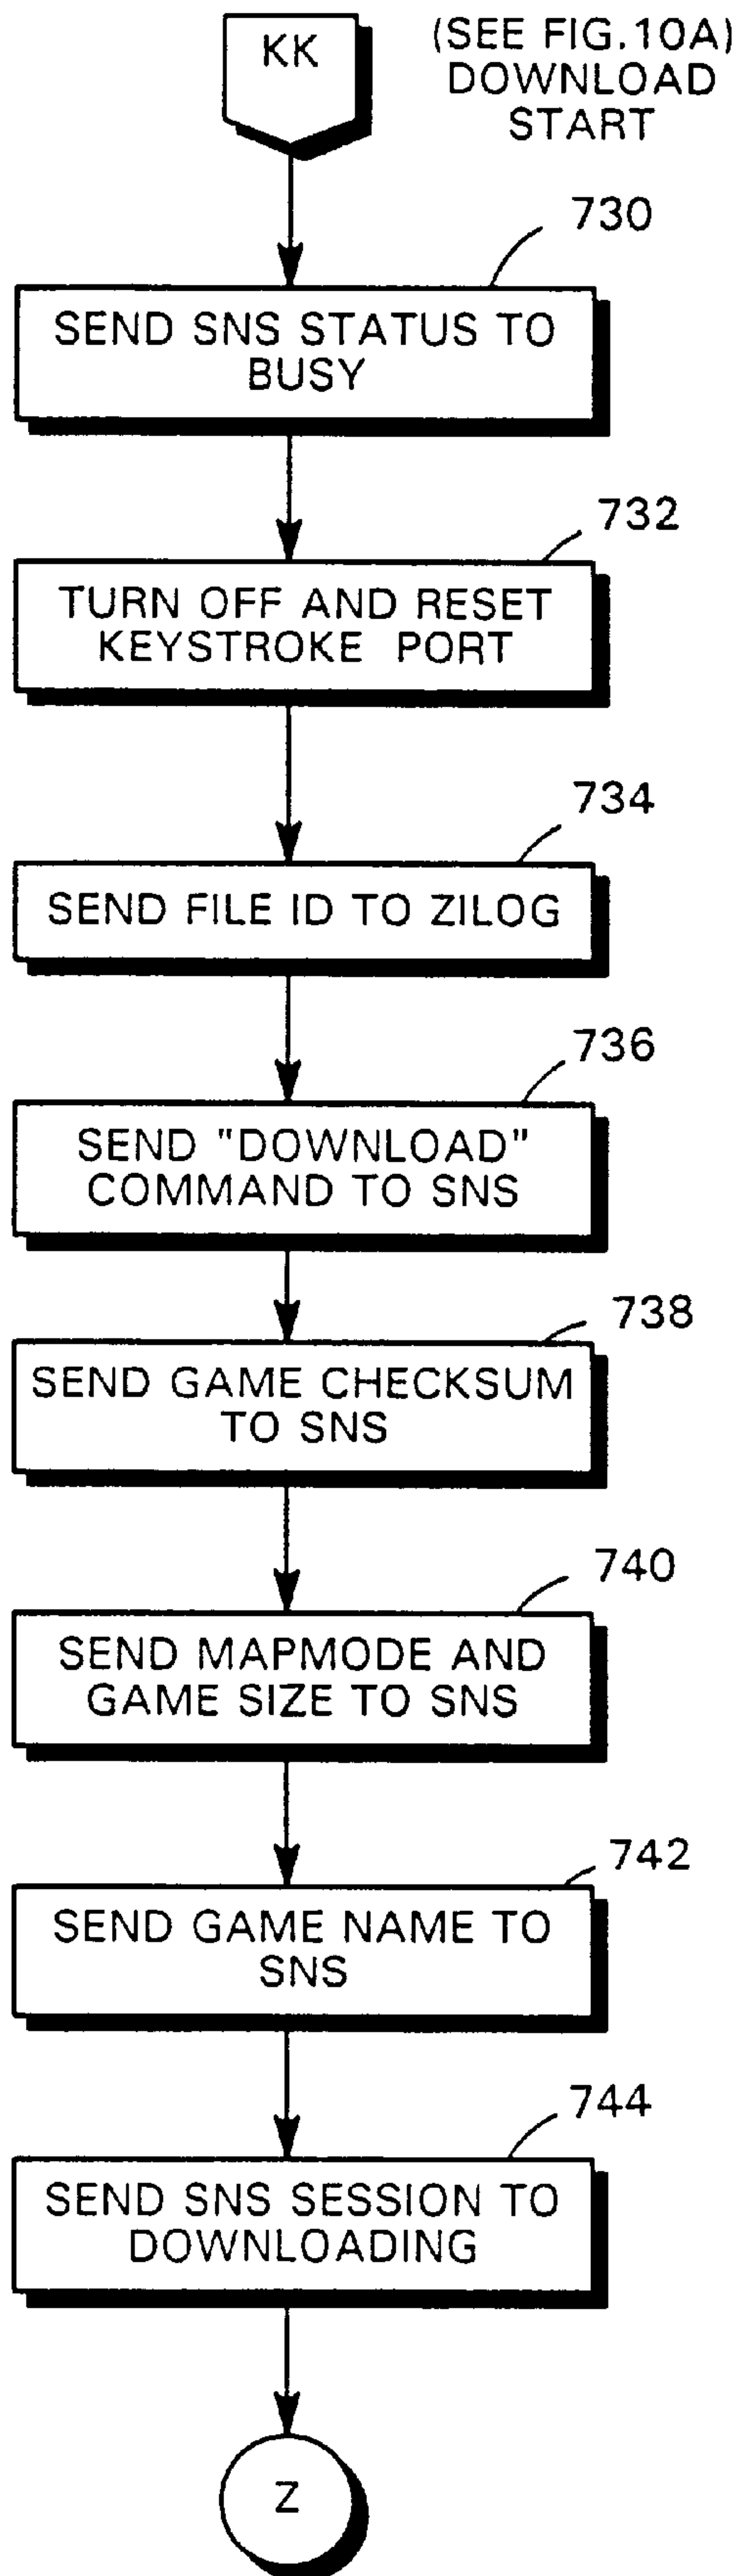 KK
(SEE FIG.10A)
DOWNLOAD
START
730
SEND SNS STATUS TO
BUSY
732
TURN OFF AND RESET
KEYSTROKE PORT
734
SEND FILE ID TO ZILOG
736
SEND "DOWNLOAD"
COMMAND TO SNS
738
SEND GAME CHECKSUM
TO SNS
740
SEND MAPMODE AND
GAME SIZE TO SNS
742
SEND GAME NAME TO
SNS
744
SEND SNS SESSION TO
DOWNLOADING
Z